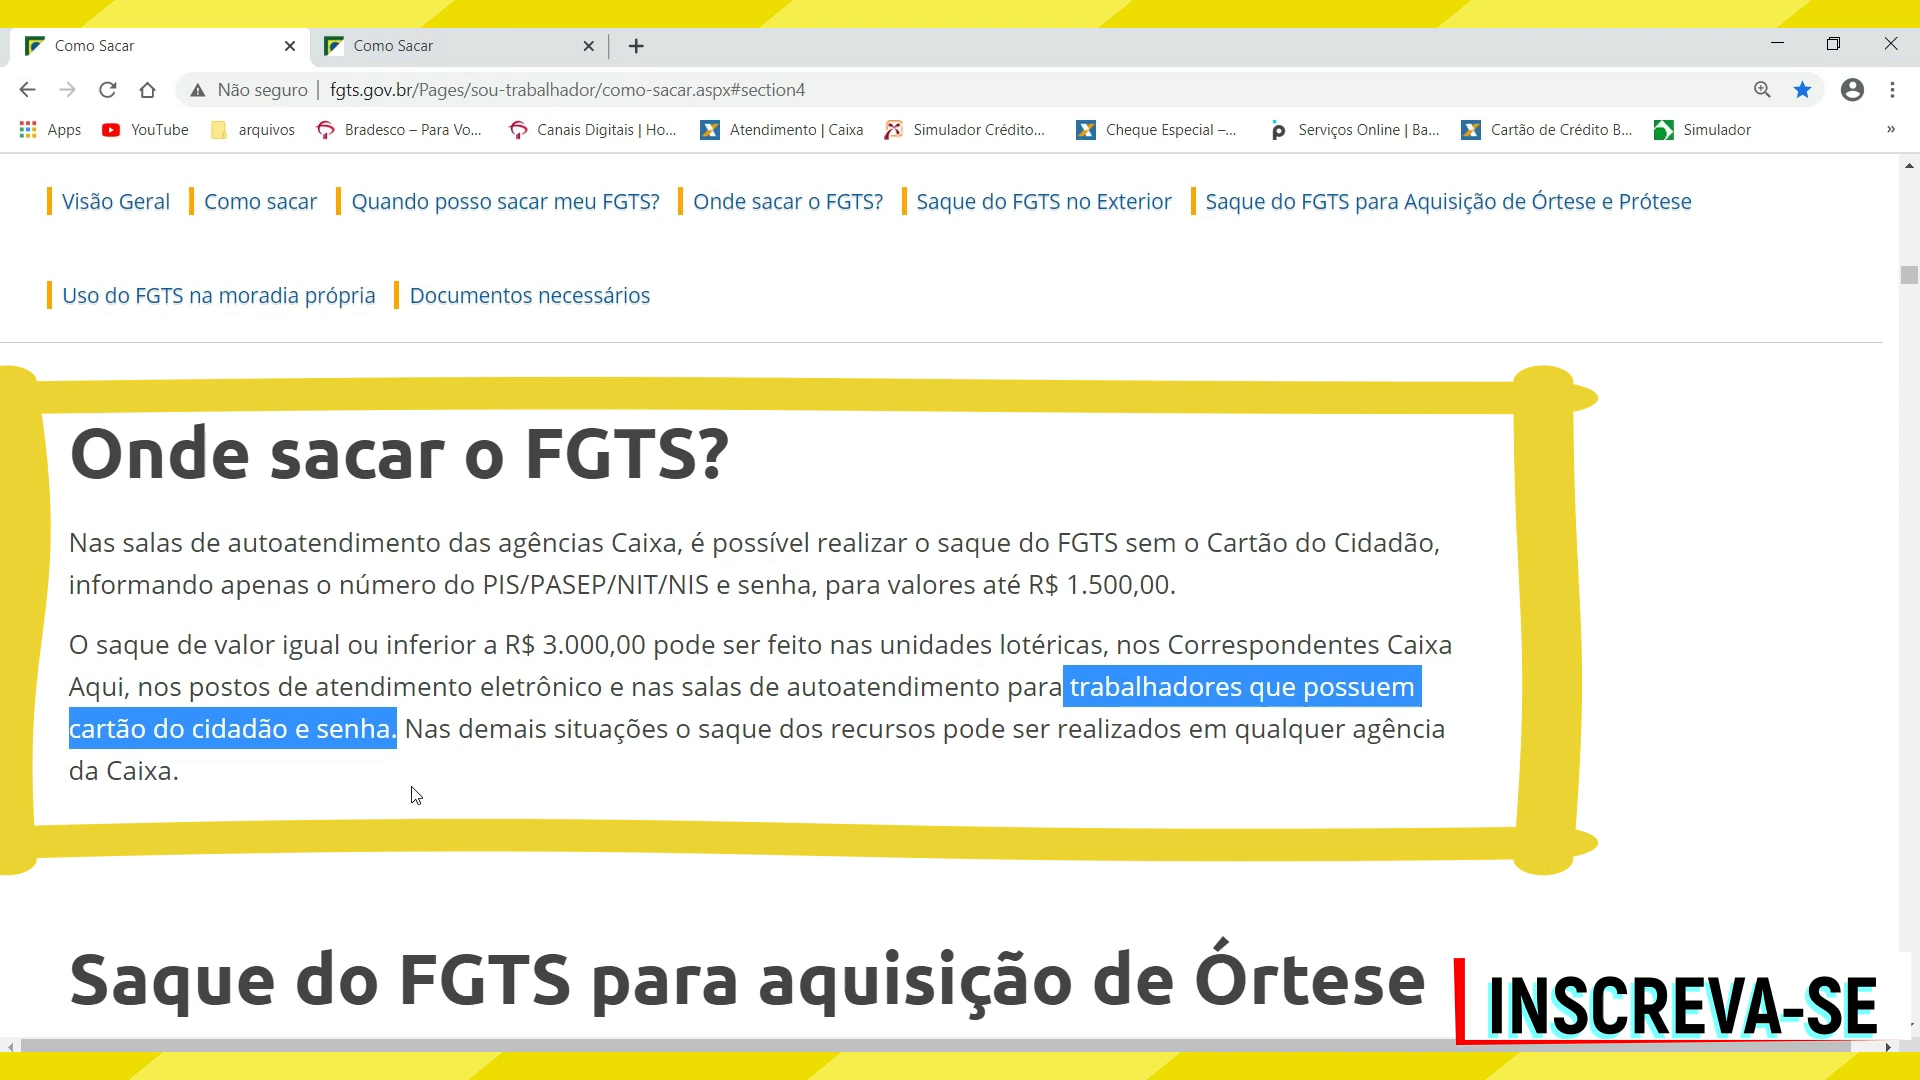 Como Sacar
Como Sacar
Não seguro | fgts.gov.br/Pages/sou-trabalhador/como-sacar.aspx#section4
Apps YouTube arquivos Bradesco – Para Vo... Canais Digitais | Ho... Atendimento | Caixa Simulador Crédito... Cheque Especial –... Serviços Online | Ba... Cartão de Crédito B... Simulador »
Visão Geral Como sacar Quando posso sacar meu FGTS? Onde sacar o FGTS? Saque do FGTS no Exterior Saque do FGTS para Aquisição de Órtese e Prótese
Uso do FGTS na moradia própria Documentos necessários
Onde sacar o FGTS?
Nas salas de autoatendimento das agências Caixa, é possível realizar o saque do FGTS sem o Cartão do Cidadão,
informando apenas o número do PIS/PASEP/NIT/NIS e senha, para valores até R$ 1.500,00.
O saque de valor igual ou inferior a R$ 3.000,00 pode ser feito nas unidades lotéricas, nos Correspondentes Caixa
Aqui, nos postos de atendimento eletrônico e nas salas de autoatendimento para trabalhadores que possuem
cartão do cidadão e senha. Nas demais situações o saque dos recursos pode ser realizados em qualquer agência
da Caixa.
Saque do FGTS para aquisição de Órtese
INSCREVA-SE